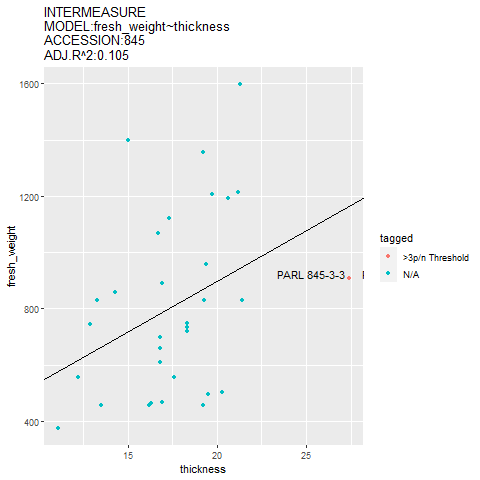 INTERMEASURE
MODEL:fresh_weight~thickness
ACCESSION:845
ADJ.R^2:0.105
1600
1200
800
400
fresh_weight
PARL 845-3-3
15
20
25
thickness
tagged
>3p/n Threshold
N/A